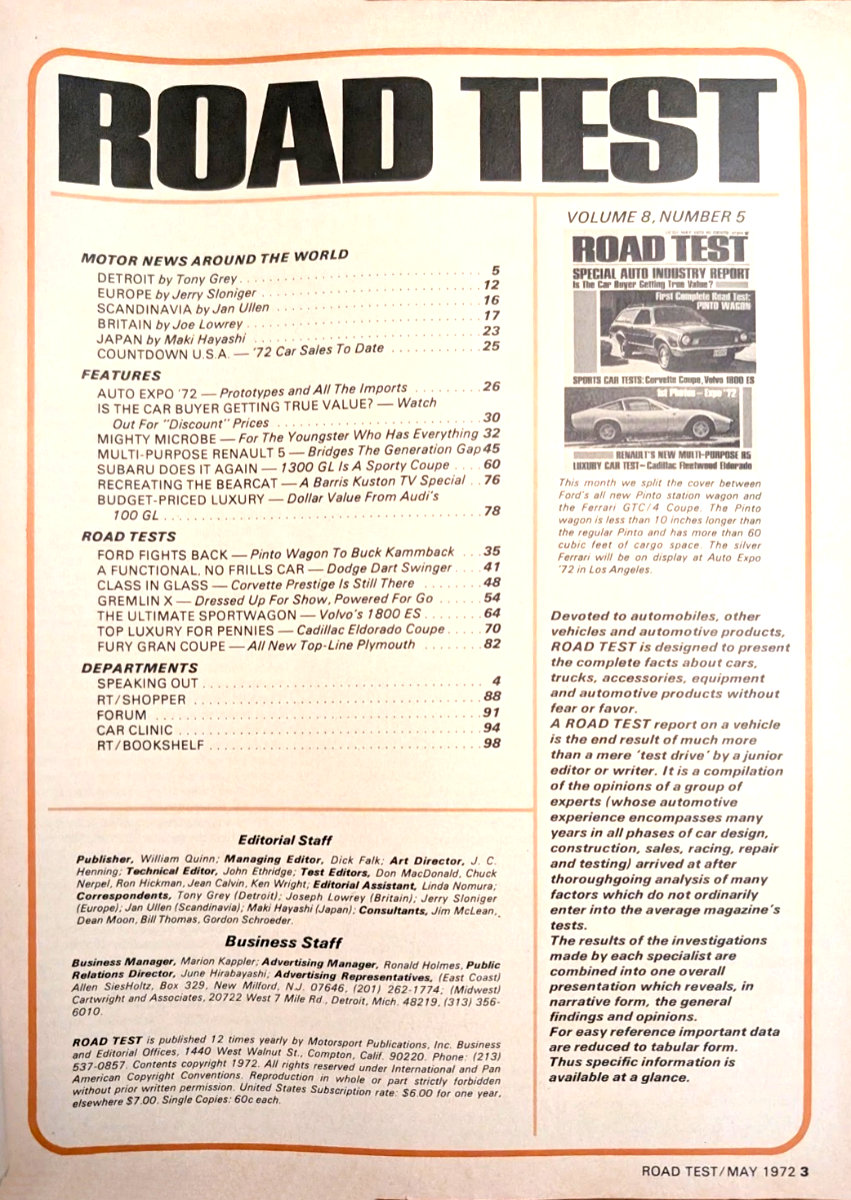 ROAD TEST
MOTOR NEWS AROUND THE WORLD
DETROIT by Tony Grey 5
EUROPE by Jerry Sloniger 12
SCANDINAVIA by Jan Ullen 16
BRITAIN by Joe Lowrey 17
JAPAN by Maki Hayashi 23
COUNTDOWN U.S.A. — '72 Car Sales To Date 25
FEATURES
AUTO EXPO '72 — Prototypes and All The Imports 26
IS THE CAR BUYER GETTING TRUE VALUE? — Watch
Out For "Discount" Prices 30
MIGHTY MICROBE — For The Youngster Who Has Everything 32
MULTI-PURPOSE RENAULT 5 — Bridges The Generation Gap 45
SUBARU DOES IT AGAIN — 1300 GL Is A Sporty Coupe 60
RECREATING THE BEARCAT — A Barris Kustom TV Special 76
BUDGET-PRICED LUXURY — Dollar Value From Audi's
100 GL 78
ROAD TESTS
FORD FIGHTS BACK — Pinto Wagon To Buck Kammback 35
A FUNCTIONAL, NO FRILLS CAR — Dodge Dart Swinger 41
CLASS IN GLASS — Corvette Prestige Is Still There 48
GREMLIN X — Dressed Up For Show, Powered For Go 54
THE ULTIMATE SPORTWAGON — Volvo's 1800 ES 64
TOP LUXURY FOR PENNIES — Cadillac Eldorado Coupe 70
FURY GRAN COUPE — All New Top-Line Plymouth 82
DEPARTMENTS
SPEAKING OUT 4
RT/SHOPPER 88
FORUM 91
CAR CLINIC 94
RT/BOOKSHELF 98
Editorial Staff
Publisher, William Quinn; Managing Editor, Dick Falk; Art Director, J. C.
Henning; Technical Editor, John Ethridge; Test Editors, Don MacDonald, Chuck
Nerpel, Ron Hickman, Jean Calvin, Ken Wright; Editorial Assistant, Linda Nomura;
Correspondents, Tony Grey (Detroit); Joseph Lowrey (Britain); Jerry Sloniger
(Europe); Jan Ullen (Scandinavia); Maki Hayashi (Japan); Consultants, Jim McLean,
Dean Moon, Bill Thomas, Gordon Schroeder.
Business Staff
Business Manager, Marion Kappler; Advertising Manager, Ronald Holmes, Public
Relations Director, June Hirabayashi; Advertising Representatives, (East Coast)
Allen SiesHoltz, Box 329, New Milford, N.J. 07646, (201) 262-1774; (Midwest)
Cartwright and Associates, 20722 West 7 Mile Rd., Detroit, Mich. 48219, (313) 356-
6010.
ROAD TEST is published 12 times yearly by Motorsport Publications, Inc. Business
and Editorial Offices, 1440 West Walnut St., Compton, Calif. 90220. Phone: (213)
537-0857. Contents copyright 1972. All rights reserved under International and Pan
American Copyright Conventions. Reproduction in whole or part strictly forbidden
without prior written permission. United States Subscription rate: $6.00 for one year,
elsewhere $7.00. Single Copies: 60c each.
VOLUME 8, NUMBER 5
ROAD TEST
SPECIAL AUTO INDUSTRY REPORT
Is The Car Buyer Getting True Value?
First Complete Road Test:
PINTO WAGON
SPORTS CAR TESTS: Corvette Coupe, Volvo 1800 ES
1st Photos—Expo '72
RENAULT'S NEW MULTI-PURPOSE R5
LUXURY CAR TEST—Cadillac Fleetwood Eldorado
This month we split the cover between
Ford's all new Pinto station wagon and
the Ferrari GTC/4 Coupe. The Pinto
wagon is less than 10 inches longer than
the regular Pinto and has more than 60
cubic feet of cargo space. The silver
Ferrari will be on display at Auto Expo
'72 in Los Angeles.
Devoted to automobiles, other
vehicles and automotive products,
ROAD TEST is designed to present
the complete facts about cars,
trucks, accessories, equipment
and automotive products without
fear or favor.
A ROAD TEST report on a vehicle
is the end result of much more
than a mere 'test drive' by a junior
editor or writer. It is a compilation
of the opinions of a group of
experts (whose automotive
experience encompasses many
years in all phases of car design,
construction, sales, racing, repair
and testing) arrived at after
thoroughgoing analysis of many
factors which do not ordinarily
enter into the average magazine's
tests.
The results of the investigations
made by each specialist are
combined into one overall
presentation which reveals, in
narrative form, the general
findings and opinions.
For easy reference important data
are reduced to tabular form.
Thus specific information is
available at a glance.
ROAD TEST/MAY 1972 3